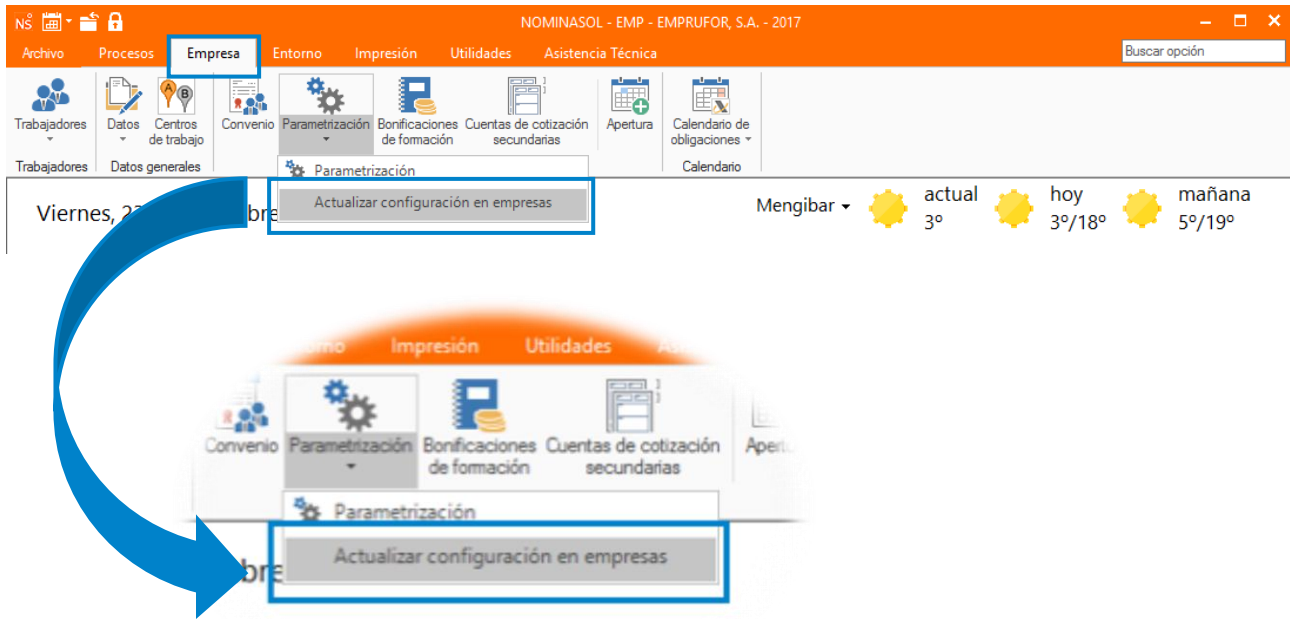 NS
NOMINASOL - EMP - EMPRUFOR, S.A. - 2017
Archivo Procesos Empresa Entorno Impresión Utilidades Asistencia Técnica
Buscar opción
Trabajadores Datos Centros de trabajo Convenio Parametrización Bonificaciones de formación Cuentas de cotización secundarias Apertura Calendario de obligaciones
Trabajadores Datos generales Calendario
Parametrización
Actualizar configuración en empresas
Viernes, bre
Mengibar
actual
3º
hoy
3º/18º
mañana
5º/19º
Impresión Utilidades
Convenio Parametrización Bonificaciones de formación Cuentas de cotización secundarias
Parametrización
Actualizar configuración en empresas
bre